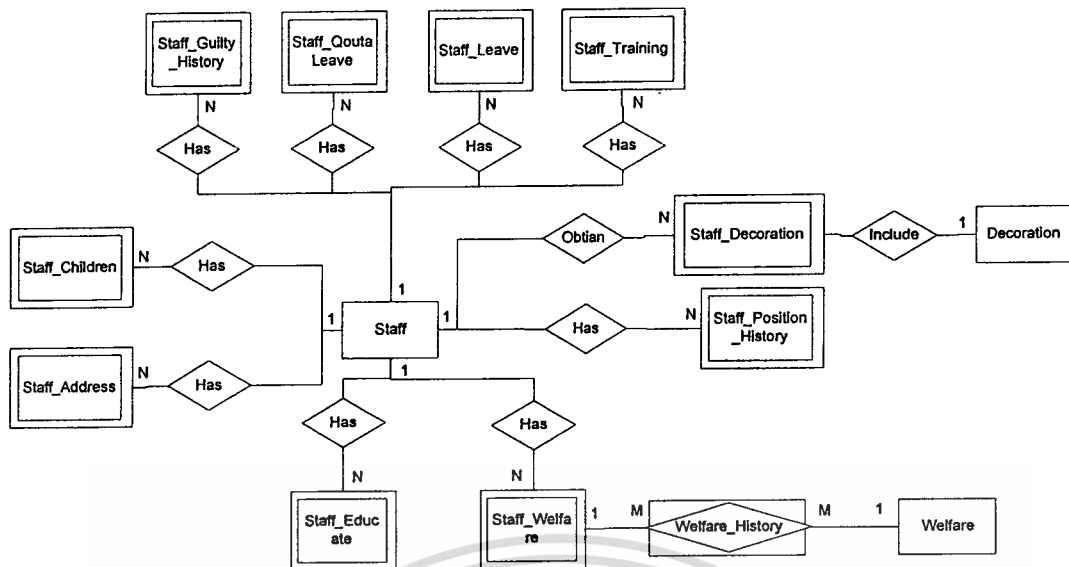 Staff_Guilty
_History
Staff_Qouta
Leave
Staff_Leave
Staff_Training
N
N
N
N
Has
Has
Has
Has
Staff_Children
N
Has
Obtian
N
Staff_Decoration
Include
1
Decoration
1
1
Staff
1
Has
N
Staff_Position
_History
Staff_Address
N
Has
1
Has
Has
N
N
Staff_Educ
ate
Staff_Welfa
re
1
M
Welfare_History
M
1
Welfare